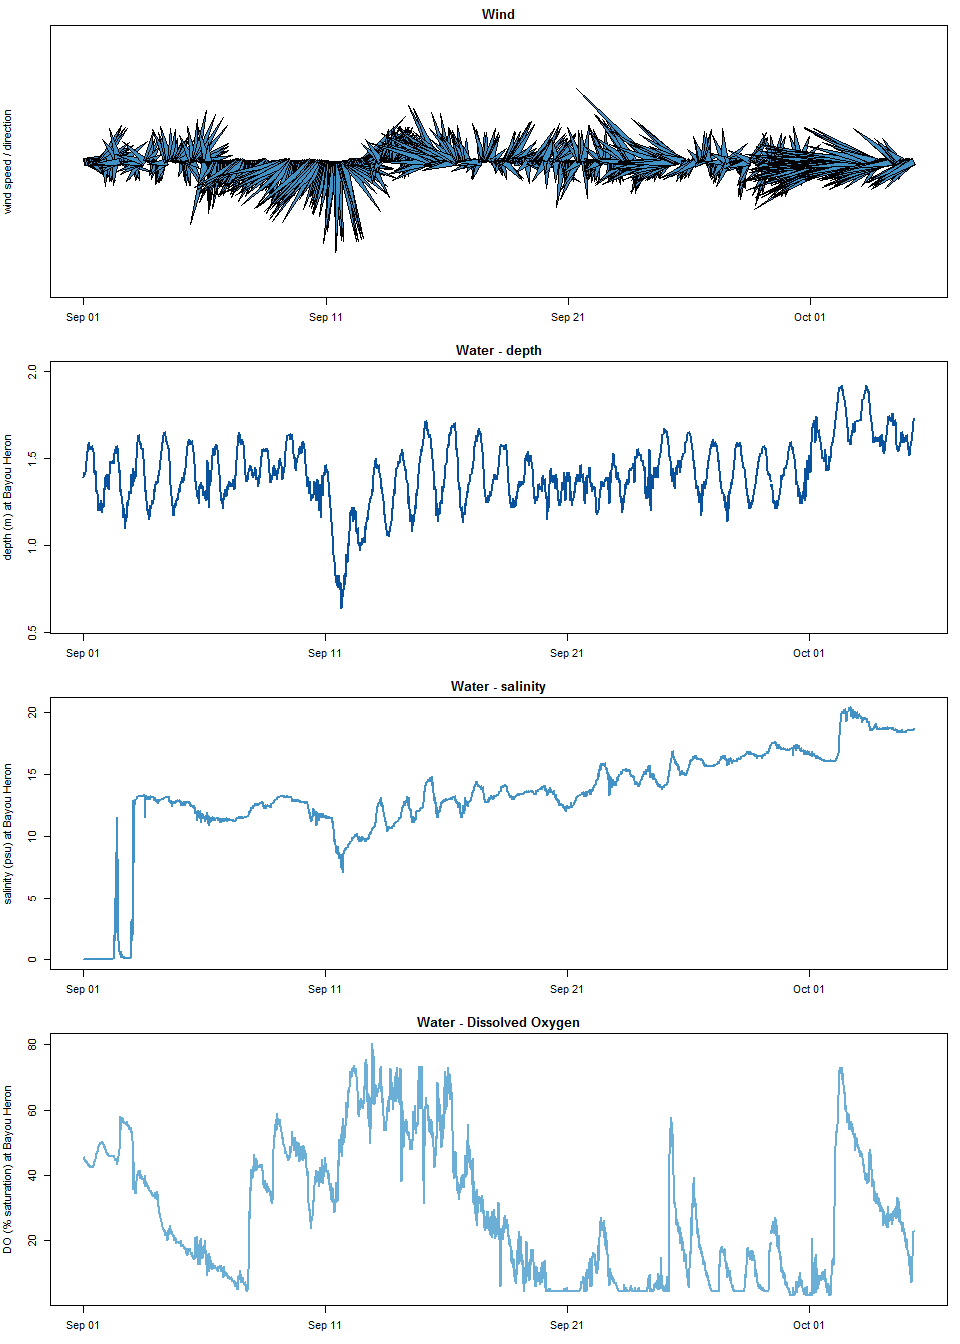 Wind
wind speed / direction
Sep 01 Sep 11 Sep 21 Oct 01
Water - depth
depth (m) at Bayou Heron
2.0
1.5
1.0
0.5
Sep 01 Sep 11 Sep 21 Oct 01
Water - salinity
salinity (psu) at Bayou Heron
20
15
10
5
0
Sep 01 Sep 11 Sep 21 Oct 01
Water - Dissolved Oxygen
DO (% saturation) at Bayou Heron
80
60
40
20
Sep 01 Sep 11 Sep 21 Oct 01